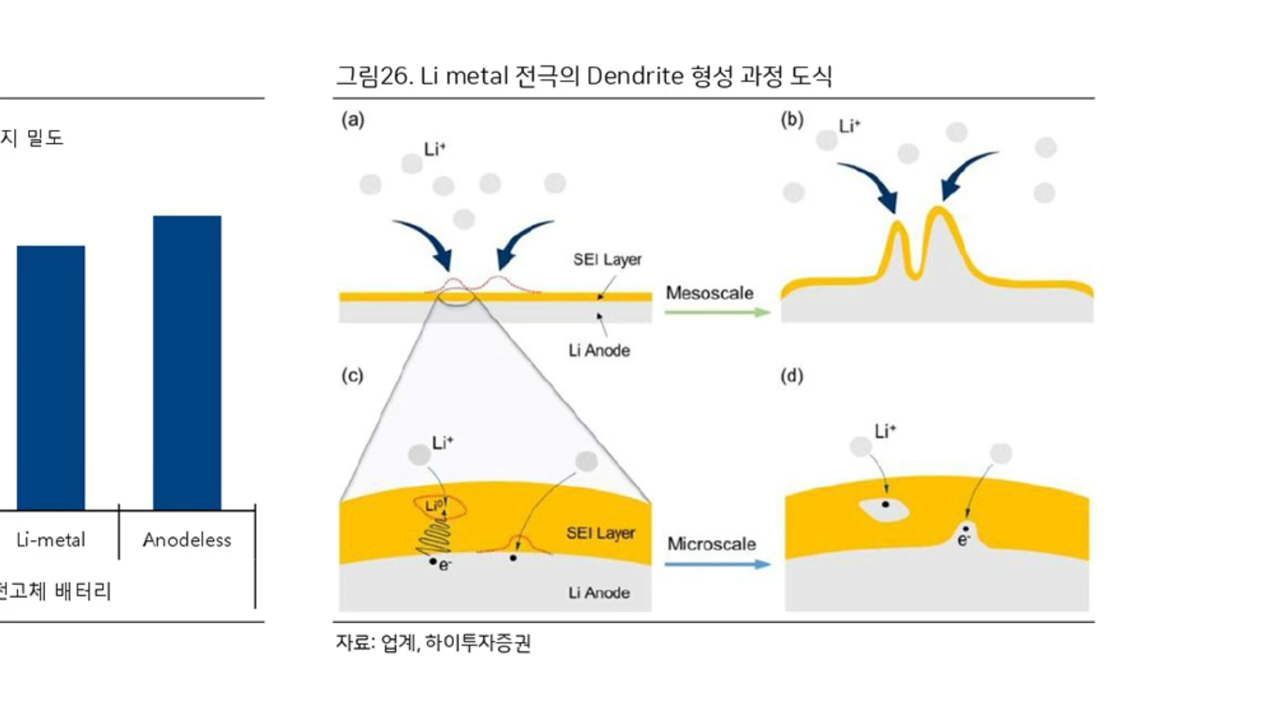 지 밀도
Li-metal
Anodeless
전고체 배터리
그림26. Li metal 전극의 Dendrite 형성 과정 도식
(a)
Li⁺
SEI Layer
Li Anode
Mesoscale
(b)
Li⁺
(c)
Li⁺
Li⁰
e⁻
SEI Layer
Li Anode
Microscale
(d)
Li⁺
e⁻
자료: 업계, 하이투자증권